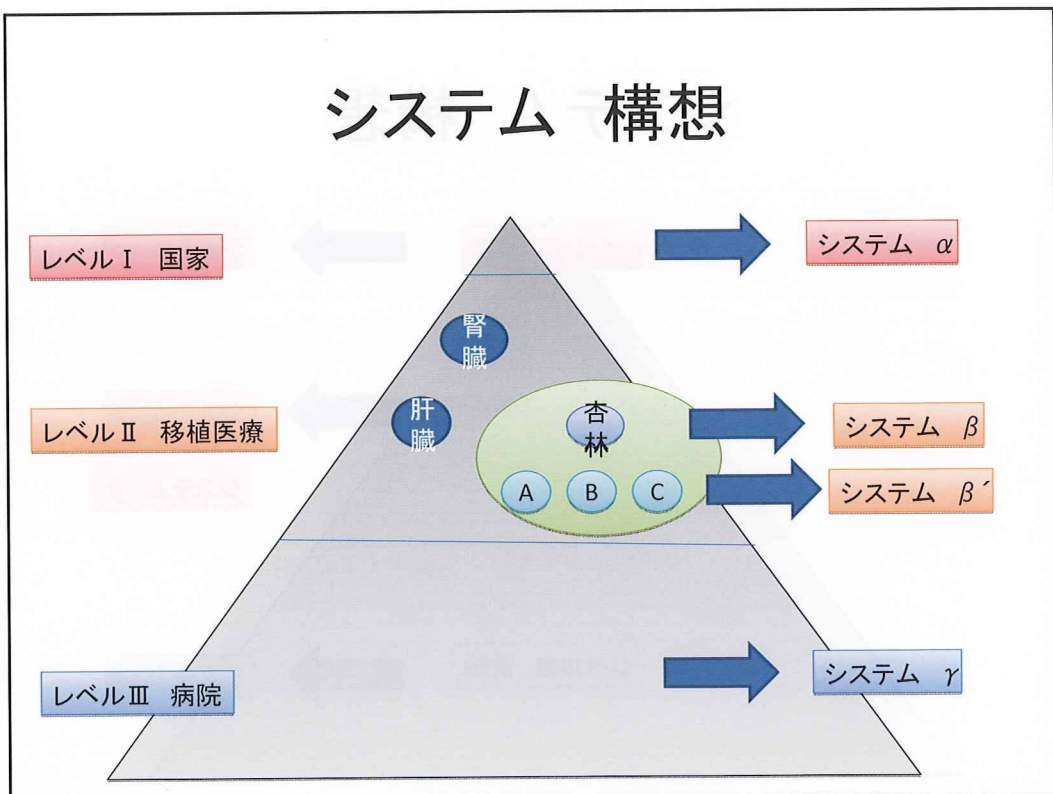 システム 構想
レベルⅠ 国家
システム α
腎
臓
レベルⅡ 移植医療
肝
臓
杏
林
システム β
A B C
システム β´
レベルⅢ 病院
システム γ